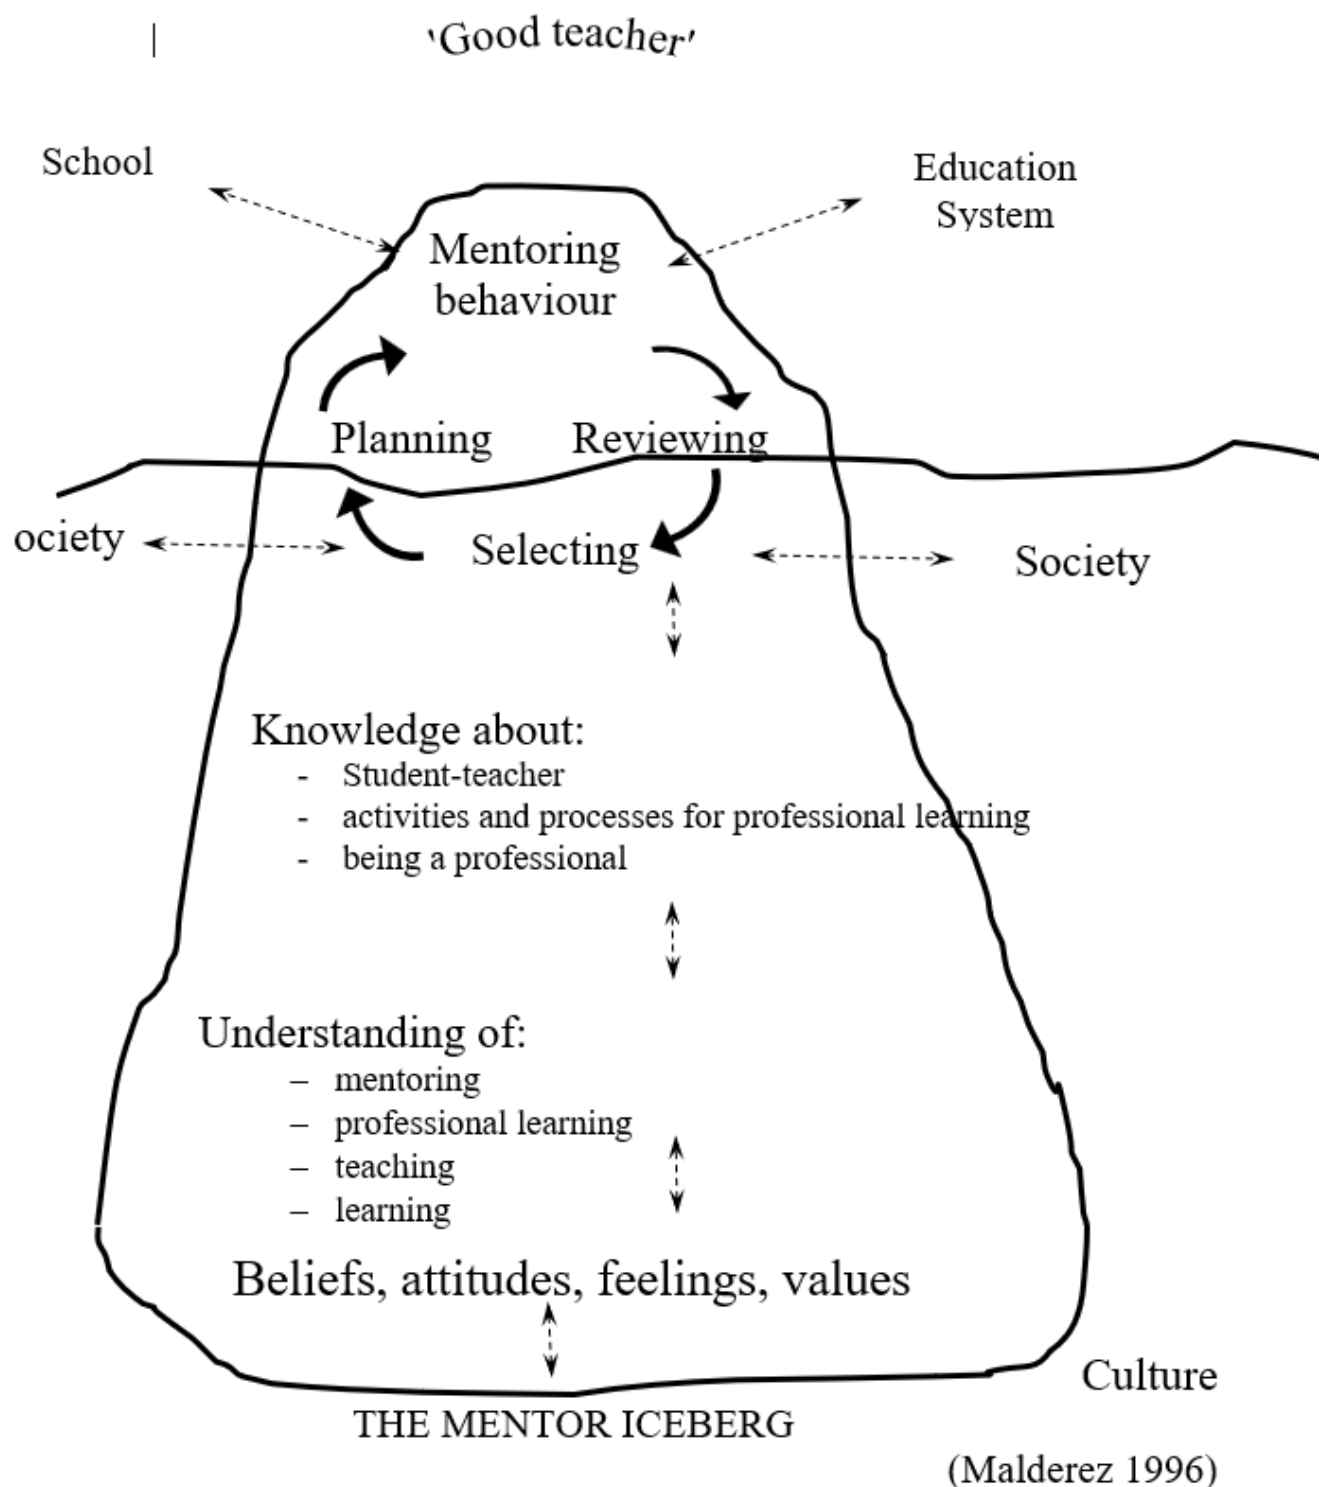 'Good teacher'
School
Education
System
Mentoring
behaviour
Planning
Reviewing
ociety
Selecting
Society
Knowledge about:
- Student-teacher
- activities and processes for professional learning
- being a professional
Understanding of:
– mentoring
– professional learning
– teaching
– learning
Beliefs, attitudes, feelings, values
Culture
THE MENTOR ICEBERG
(Malderez 1996)